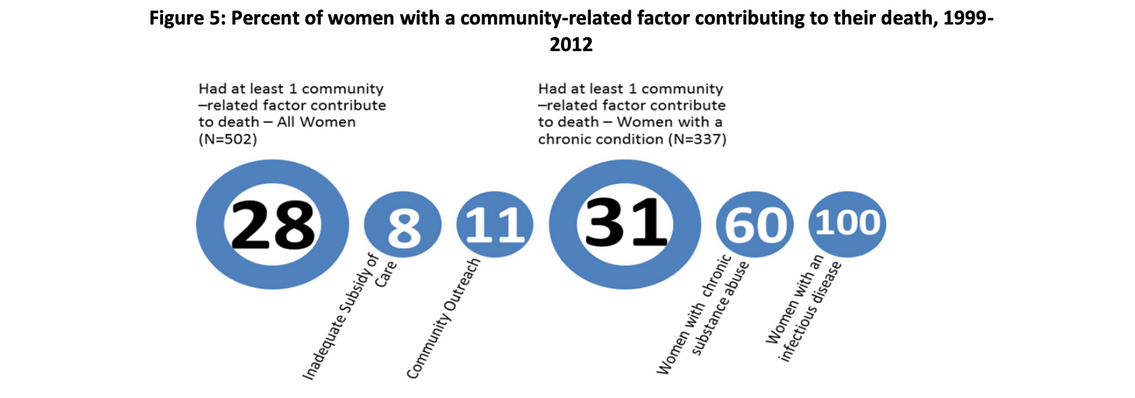 Figure 5: Percent of women with a community-related factor contributing to their death, 1999-
2012
Had at least 1 community
–related factor contribute
to death – All Women
(N=502)
Had at least 1 community
–related factor contribute
to death – Women with a
chronic condition (N=337)
28
8
11
31
60
100
Inadequate Subsidy of
Care
Community Outreach
Women with chronic
substance abuse
Women with an
infectious disease